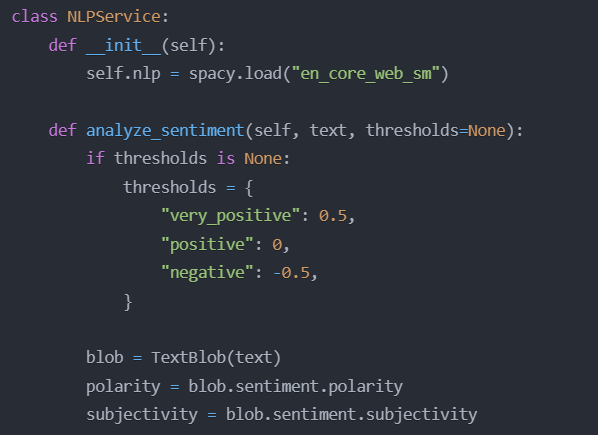 class NLPService:
    def __init__(self):
        self.nlp = spacy.load("en_core_web_sm")

    def analyze_sentiment(self, text, thresholds=None):
        if thresholds is None:
            thresholds = {
                "very_positive": 0.5,
                "positive": 0,
                "negative": -0.5,
            }

        blob = TextBlob(text)
        polarity = blob.sentiment.polarity
        subjectivity = blob.sentiment.subjectivity